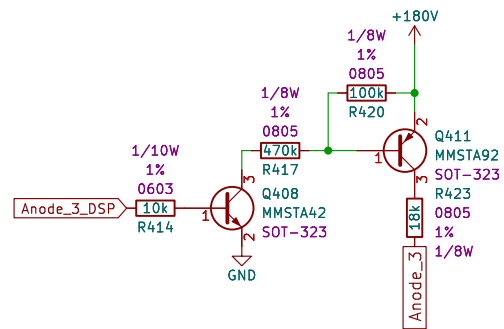 +180V
1/8W
1%
0805
100k
R420
1/8W
1%
0805
470k
R417
2
Q411
MMSTA92
SOT-323
1
3
1/10W
1%
0603
10k
R414
Anode_3_DSP
3
Q408
MMSTA42
SOT-323
1
2
GND
R423
0805
1%
1/8W
18k
Anode_3